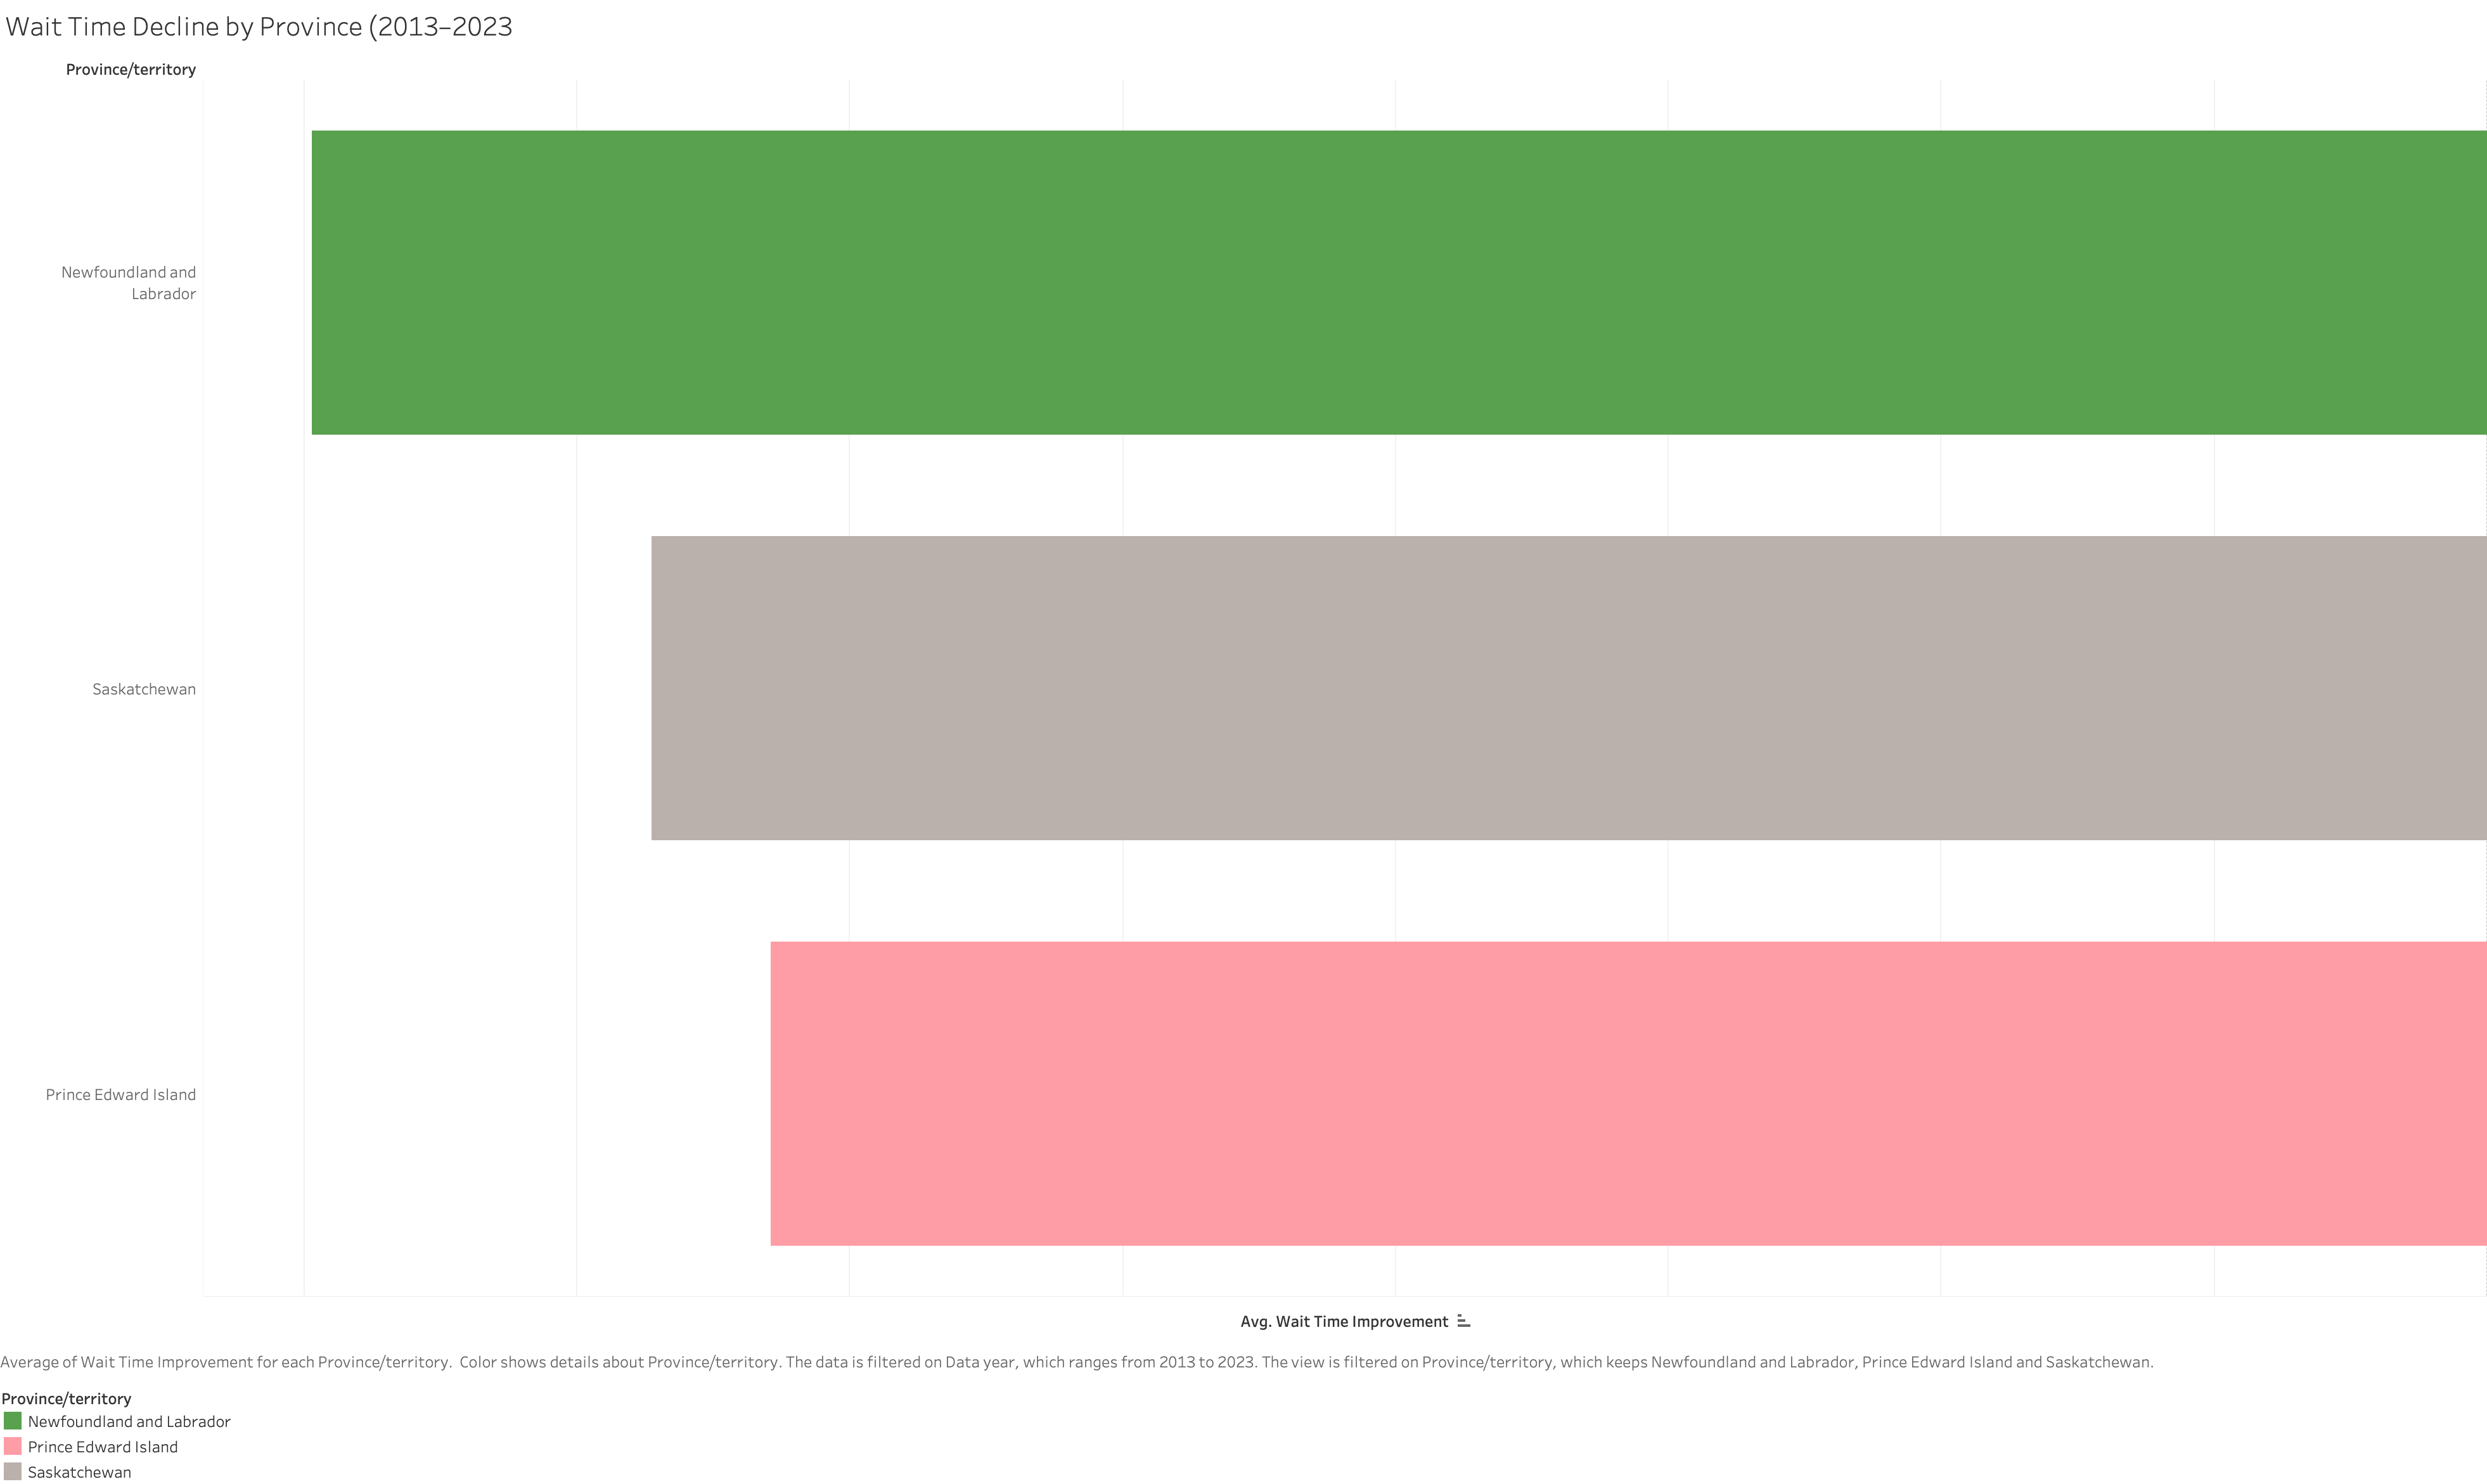 Wait Time Decline by Province (2013–2023
Province/territory
Newfoundland and
Labrador
Saskatchewan
Prince Edward Island
Avg. Wait Time Improvement
Average of Wait Time Improvement for each Province/territory.  Color shows details about Province/territory. The data is filtered on Data year, which ranges from 2013 to 2023. The view is filtered on Province/territory, which keeps Newfoundland and Labrador, Prince Edward Island and Saskatchewan.
Province/territory
Newfoundland and Labrador
Prince Edward Island
Saskatchewan